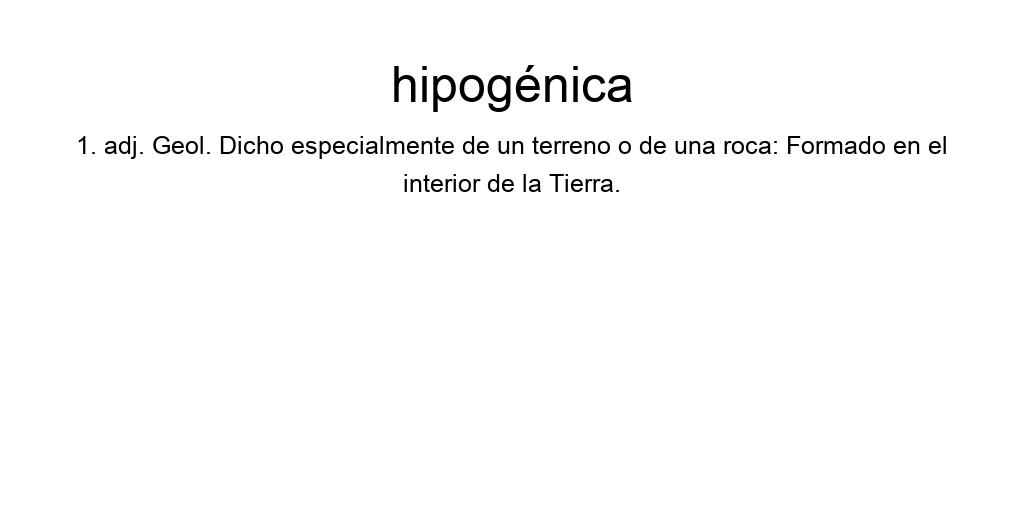 hipogénica
1. adj. Geol. Dicho especialmente de un terreno o de una roca: Formado en el
interior de la Tierra.